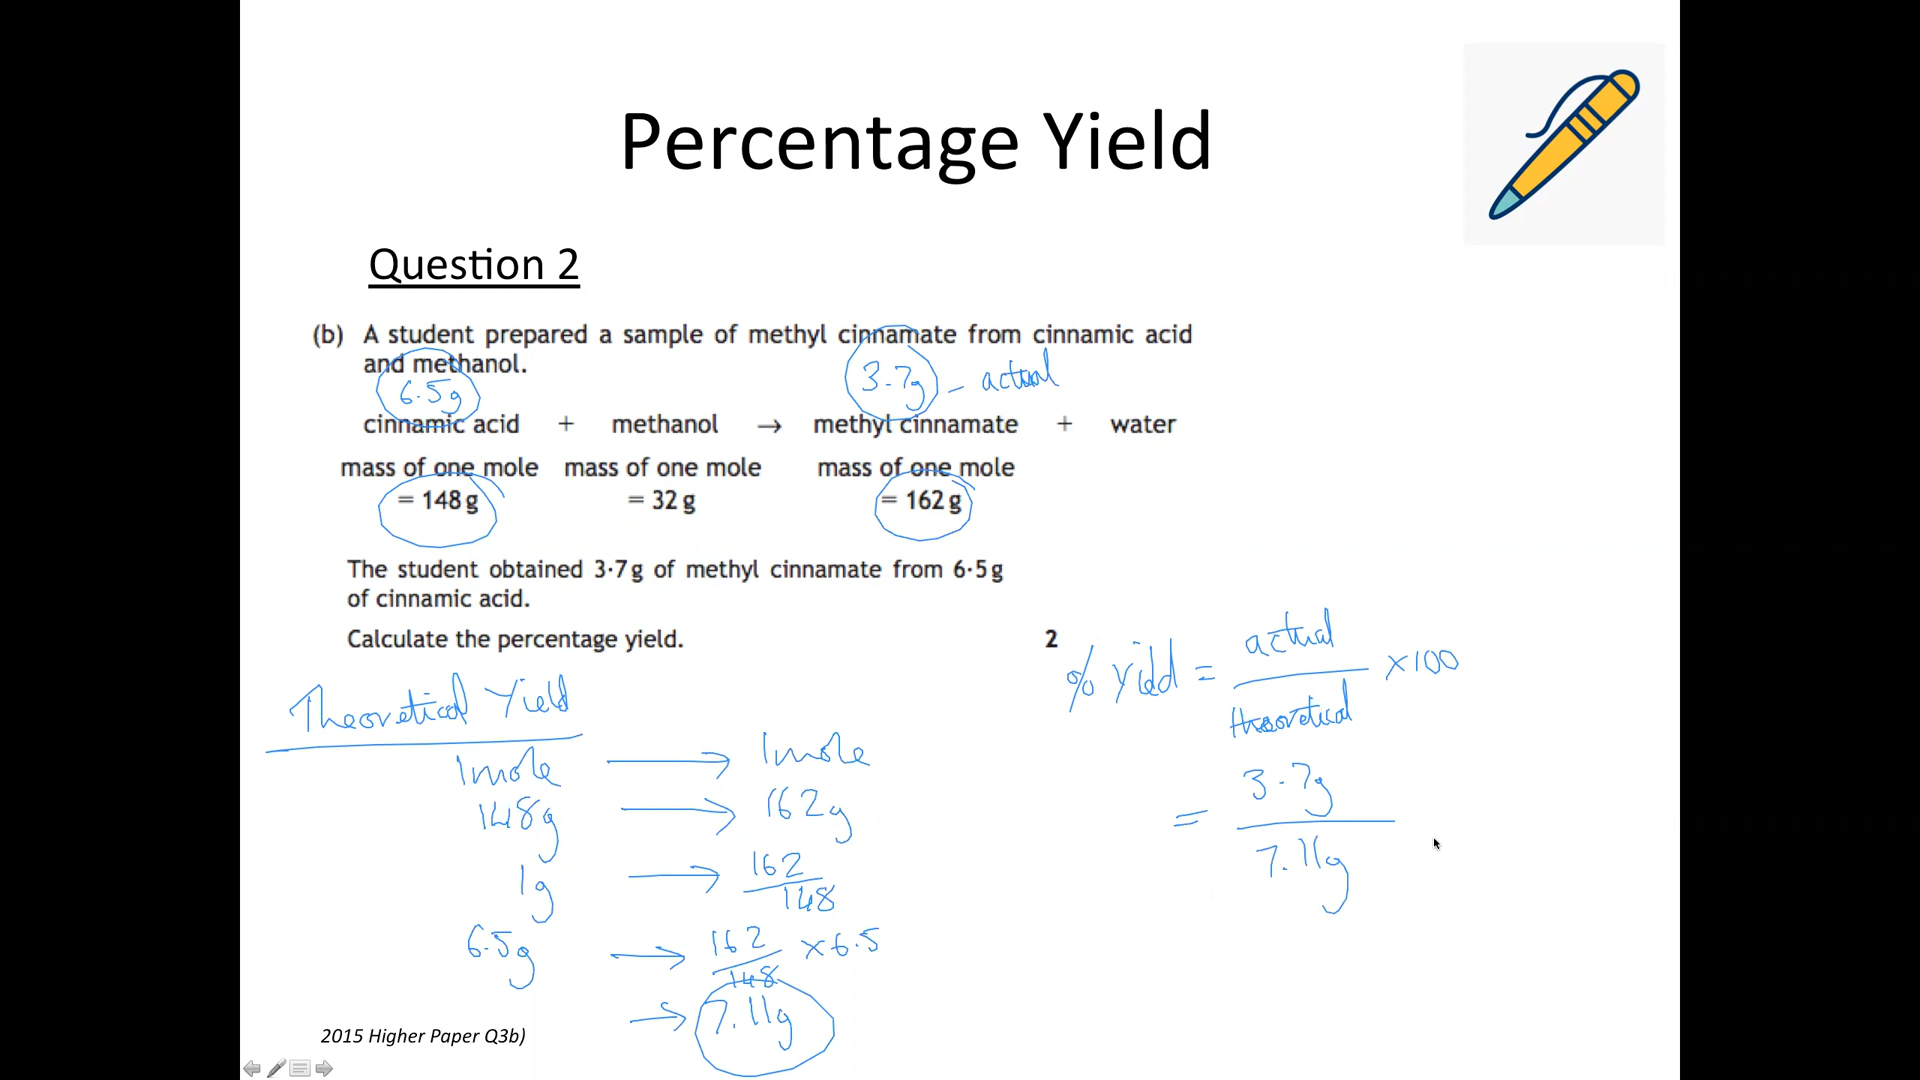 Percentage Yield
Question 2
(b) A student prepared a sample of methyl cinnamate from cinnamic acid
and methanol.
6.5g 3.7g - actual
cinnamic acid + methanol → methyl cinnamate + water
mass of one mole mass of one mole mass of one mole
= 148 g = 32 g = 162 g
The student obtained 3·7 g of methyl cinnamate from 6·5 g
of cinnamic acid.
Calculate the percentage yield. 2
Theoretical Yield
1mole → 1mole
148g → 162g
1g → 162/148
6.5g → 162/148 ×6.5
→ 7.11g
% Yield = actual/theoretical ×100
= 3.7g/7.11g
2015 Higher Paper Q3b)